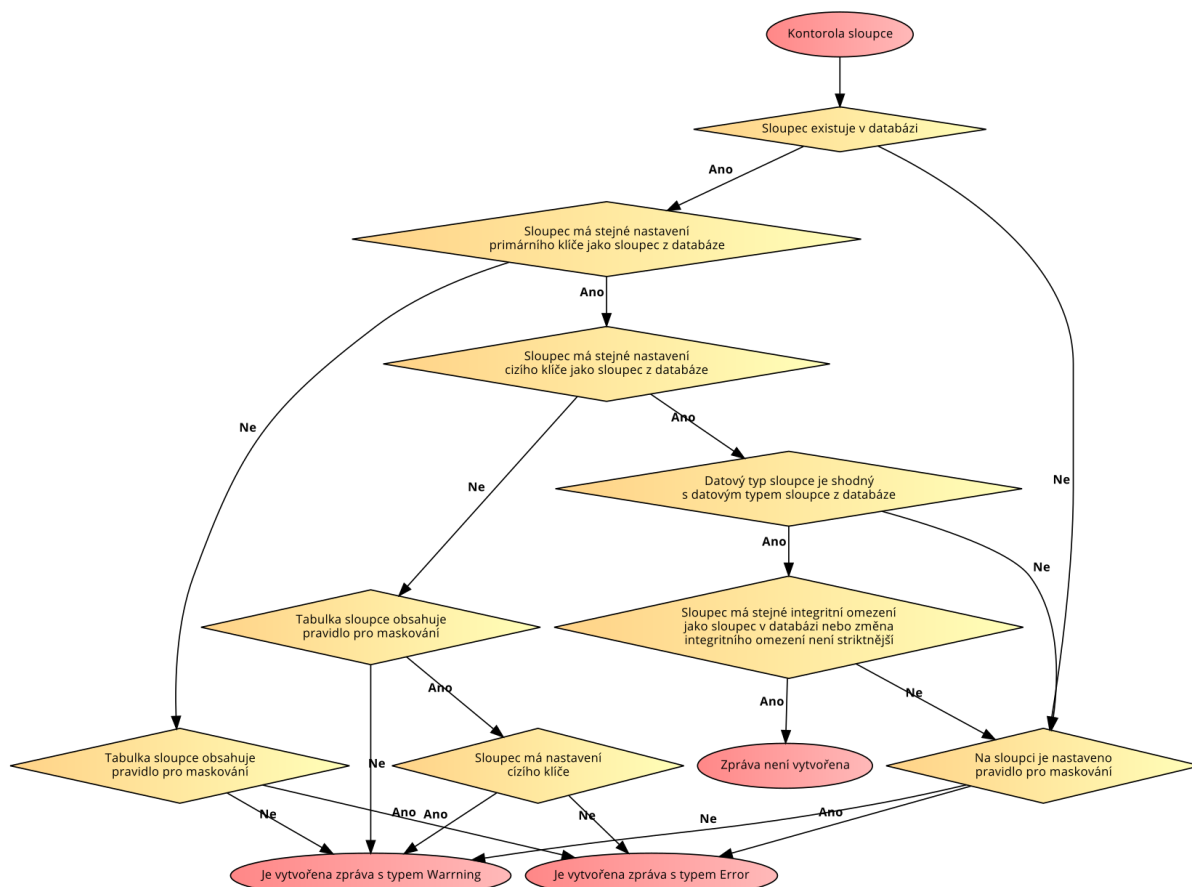 Kontorola sloupce
Sloupec existuje v databázi
Ano
Sloupec má stejné nastavení
primárního klíče jako sloupec z databáze
Ano
Sloupec má stejné nastavení
cizího klíče jako sloupec z databáze
Ne
Ano
Ne
Ne
Datový typ sloupce je shodný
s datovým typem sloupce z databáze
Ano
Ne
Tabulka sloupce obsahuje
pravidlo pro maskování
Sloupec má stejné integritní omezení
jako sloupec v databázi nebo změna
integritního omezení není striktnější
Ano
Ano
Ne
Tabulka sloupce obsahuje
pravidlo pro maskování
Ne
Sloupec má nastavení
cízího klíče
Zpráva není vytvořena
Na sloupci je nastaveno
pravidlo pro maskování
Ne
Ano
Ano
Ne
Ne
Ano
Je vytvořena zpráva s typem Warrning
Je vytvořena zpráva s typem Error